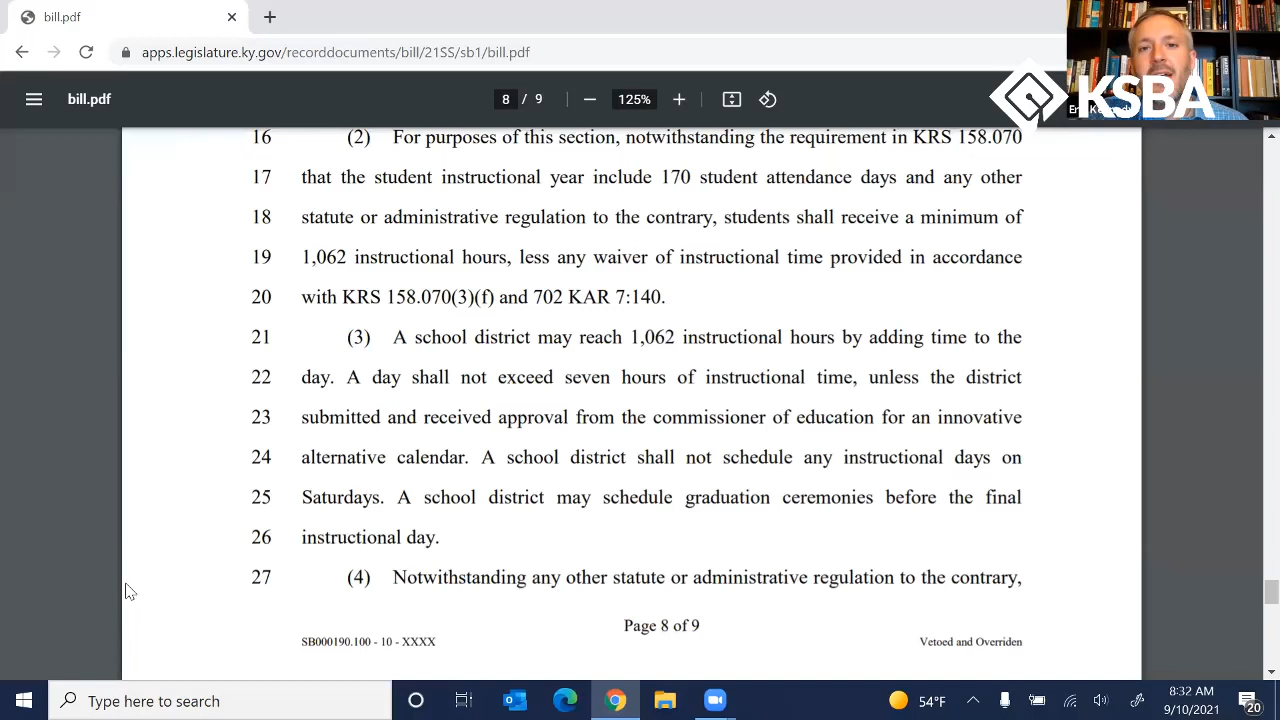 bill.pdf
apps.legislature.ky.gov/recorddocuments/bill/21SS/sb1/bill.pdf
bill.pdf
8 / 9
125%
KSBA
16 (2) For purposes of this section, notwithstanding the requirement in KRS 158.070
17 that the student instructional year include 170 student attendance days and any other
18 statute or administrative regulation to the contrary, students shall receive a minimum of
19 1,062 instructional hours, less any waiver of instructional time provided in accordance
20 with KRS 158.070(3)(f) and 702 KAR 7:140.
21 (3) A school district may reach 1,062 instructional hours by adding time to the
22 day. A day shall not exceed seven hours of instructional time, unless the district
23 submitted and received approval from the commissioner of education for an innovative
24 alternative calendar. A school district shall not schedule any instructional days on
25 Saturdays. A school district may schedule graduation ceremonies before the final
26 instructional day.
27 (4) Notwithstanding any other statute or administrative regulation to the contrary,
Page 8 of 9
SB000190.100 - 10 - XXXX Vetoed and Overriden
Type here to search
54°F
8:32 AM
9/10/2021
20